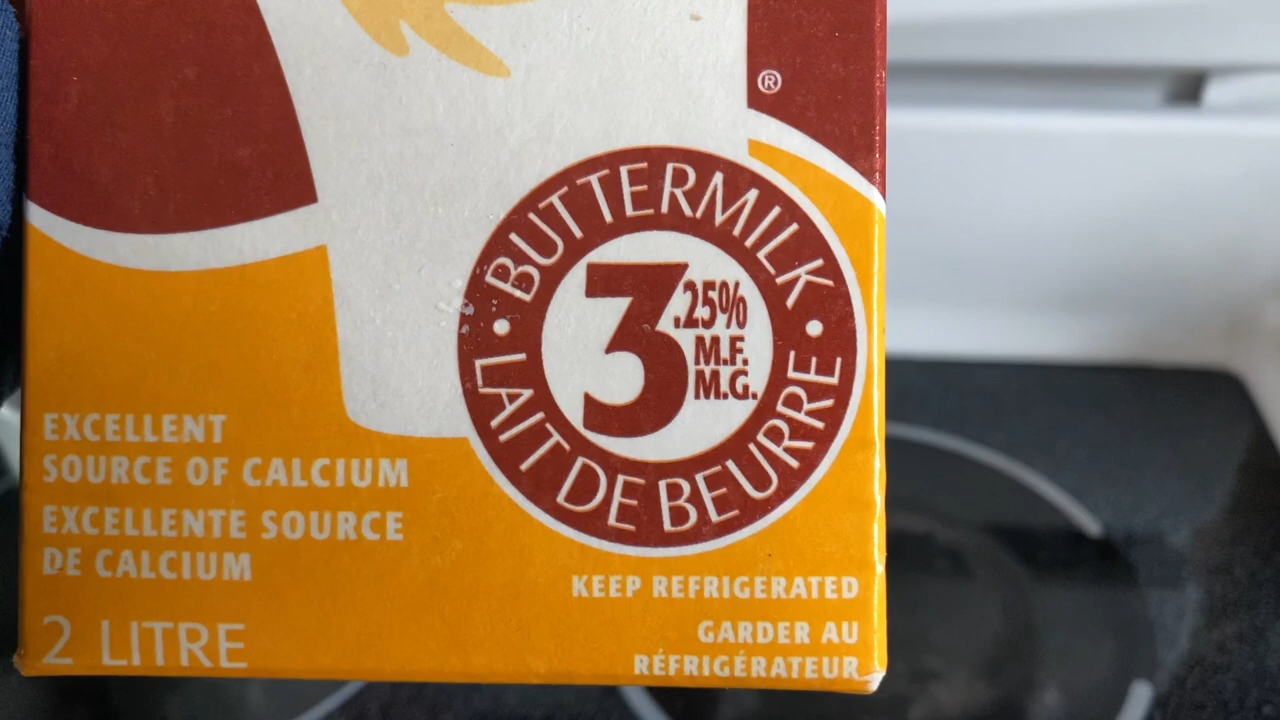 ®
BUTTERMILK
3.25%
M.F.
M.G.
LAIT DE BEURRE
EXCELLENT
SOURCE OF CALCIUM
EXCELLENTE SOURCE
DE CALCIUM
2 LITRE
KEEP REFRIGERATED
GARDER AU
RÉFRIGÉRATEUR